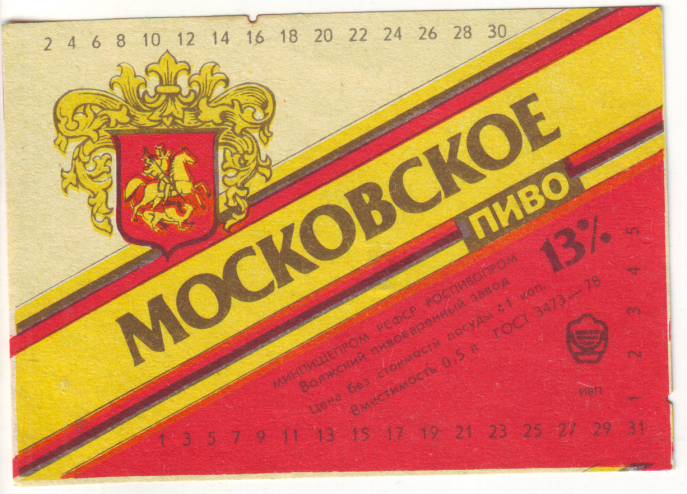 2 4 6 8 10 12 14 16 18 20 22 24 26 28 30
МОСКОВСКОЕ
ПИВО
13%
МИНПИЩЕПРОМ РСФСР РОСПИВОПРОМ
Волжский пивоваренный завод
Цена без стоимости посуды 41 коп.
Вместимость 0,5 л ГОСТ 3473—78
ИВП
1 2 3 4 5
1 3 5 7 9 11 13 15 17 19 21 23 25 27 29 31